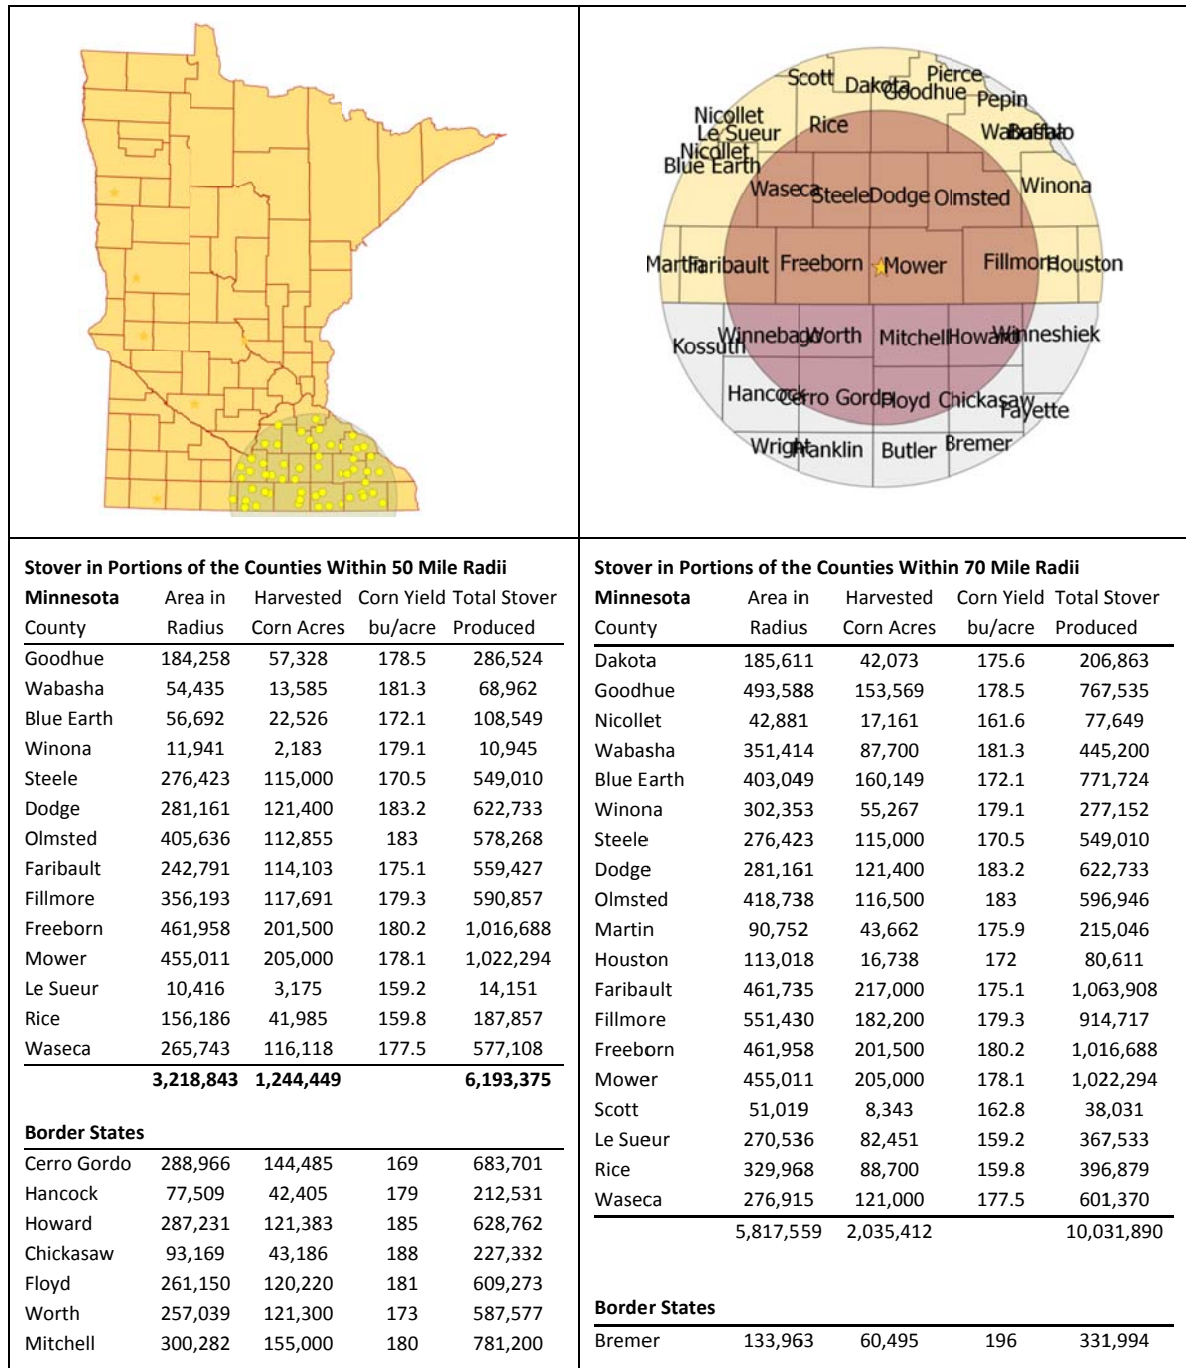 Scott
Dakota
Pierce
Goodhue
Pepin
Nicollet
Le Sueur
Rice
Wabasha
Buffalo
Nicollet
Blue Earth
Waseca
Steele
Dodge
Olmsted
Winona
Martin
Faribault
Freeborn
Mower
Fillmore
Houston
Kossuth
Winnebago
Worth
Mitchell
Howard
Winneshiek
Hancock
Cerro Gordo
Floyd
Chickasaw
Fayette
Wright
Franklin
Butler
Bremer
Stover in Portions of the Counties Within 50 Mile Radii
Minnesota Area in Harvested Corn Yield Total Stover
County Radius Corn Acres bu/acre Produced
Goodhue 184,258 57,328 178.5 286,524
Wabasha 54,435 13,585 181.3 68,962
Blue Earth 56,692 22,526 172.1 108,549
Winona 11,941 2,183 179.1 10,945
Steele 276,423 115,000 170.5 549,010
Dodge 281,161 121,400 183.2 622,733
Olmsted 405,636 112,855 183 578,268
Faribault 242,791 114,103 175.1 559,427
Fillmore 356,193 117,691 179.3 590,857
Freeborn 461,958 201,500 180.2 1,016,688
Mower 455,011 205,000 178.1 1,022,294
Le Sueur 10,416 3,175 159.2 14,151
Rice 156,186 41,985 159.8 187,857
Waseca 265,743 116,118 177.5 577,108
3,218,843 1,244,449 6,193,375
Border States
Cerro Gordo 288,966 144,485 169 683,701
Hancock 77,509 42,405 179 212,531
Howard 287,231 121,383 185 628,762
Chickasaw 93,169 43,186 188 227,332
Floyd 261,150 120,220 181 609,273
Worth 257,039 121,300 173 587,577
Mitchell 300,282 155,000 180 781,200
Stover in Portions of the Counties Within 70 Mile Radii
Minnesota Area in Harvested Corn Yield Total Stover
County Radius Corn Acres bu/acre Produced
Dakota 185,611 42,073 175.6 206,863
Goodhue 493,588 153,569 178.5 767,535
Nicollet 42,881 17,161 161.6 77,649
Wabasha 351,414 87,700 181.3 445,200
Blue Earth 403,049 160,149 172.1 771,724
Winona 302,353 55,267 179.1 277,152
Steele 276,423 115,000 170.5 549,010
Dodge 281,161 121,400 183.2 622,733
Olmsted 418,738 116,500 183 596,946
Martin 90,752 43,662 175.9 215,046
Houston 113,018 16,738 172 80,611
Faribault 461,735 217,000 175.1 1,063,908
Fillmore 551,430 182,200 179.3 914,717
Freeborn 461,958 201,500 180.2 1,016,688
Mower 455,011 205,000 178.1 1,022,294
Scott 51,019 8,343 162.8 38,031
Le Sueur 270,536 82,451 159.2 367,533
Rice 329,968 88,700 159.8 396,879
Waseca 276,915 121,000 177.5 601,370
5,817,559 2,035,412 10,031,890
Border States
Bremer 133,963 60,495 196 331,994